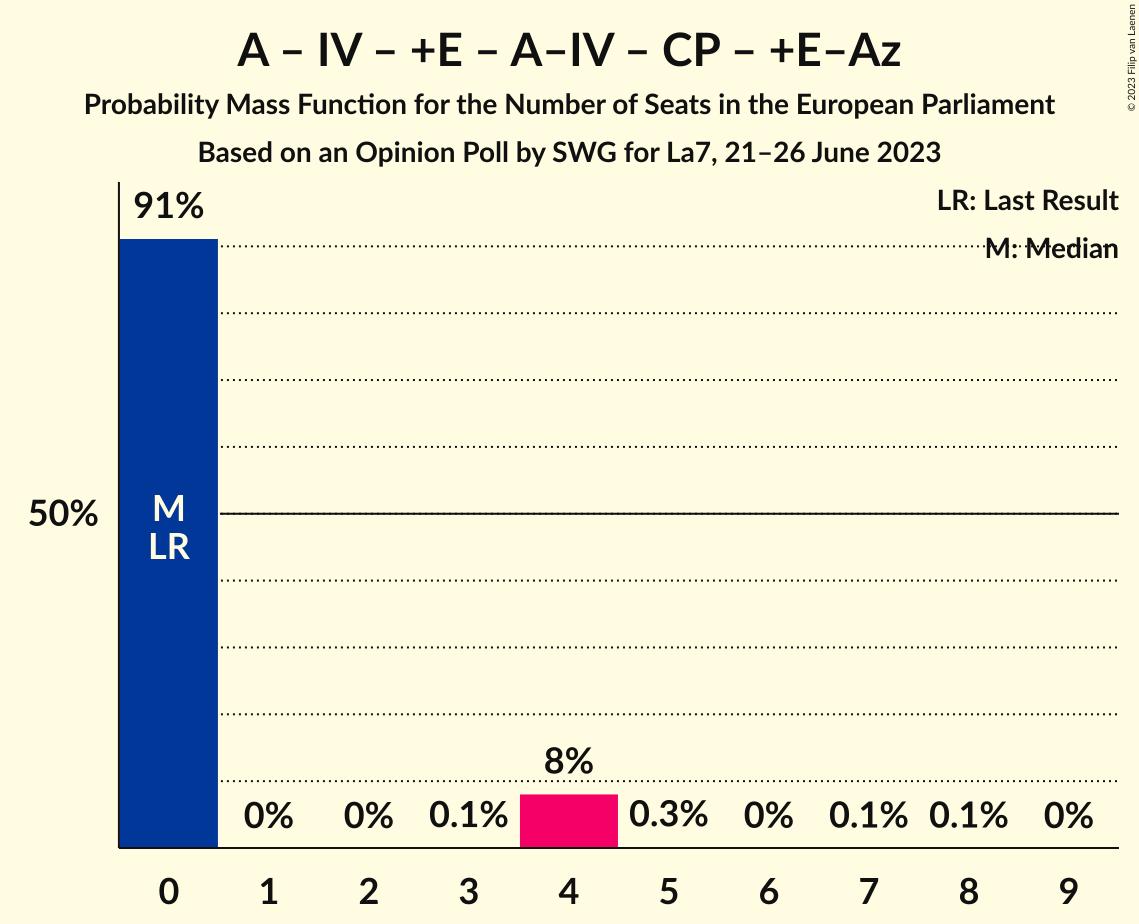 A – IV – +E – A–IV – CP – +E–Az
Probability Mass Function for the Number of Seats in the European Parliament
Based on an Opinion Poll by SWG for La7, 21–26 June 2023
© 2023 Filip van Laenen
LR: Last Result
M: Median
91%
50%
M
LR
0%
0%
0.1%
8%
0.3%
0%
0.1%
0.1%
0%
0
1
2
3
4
5
6
7
8
9